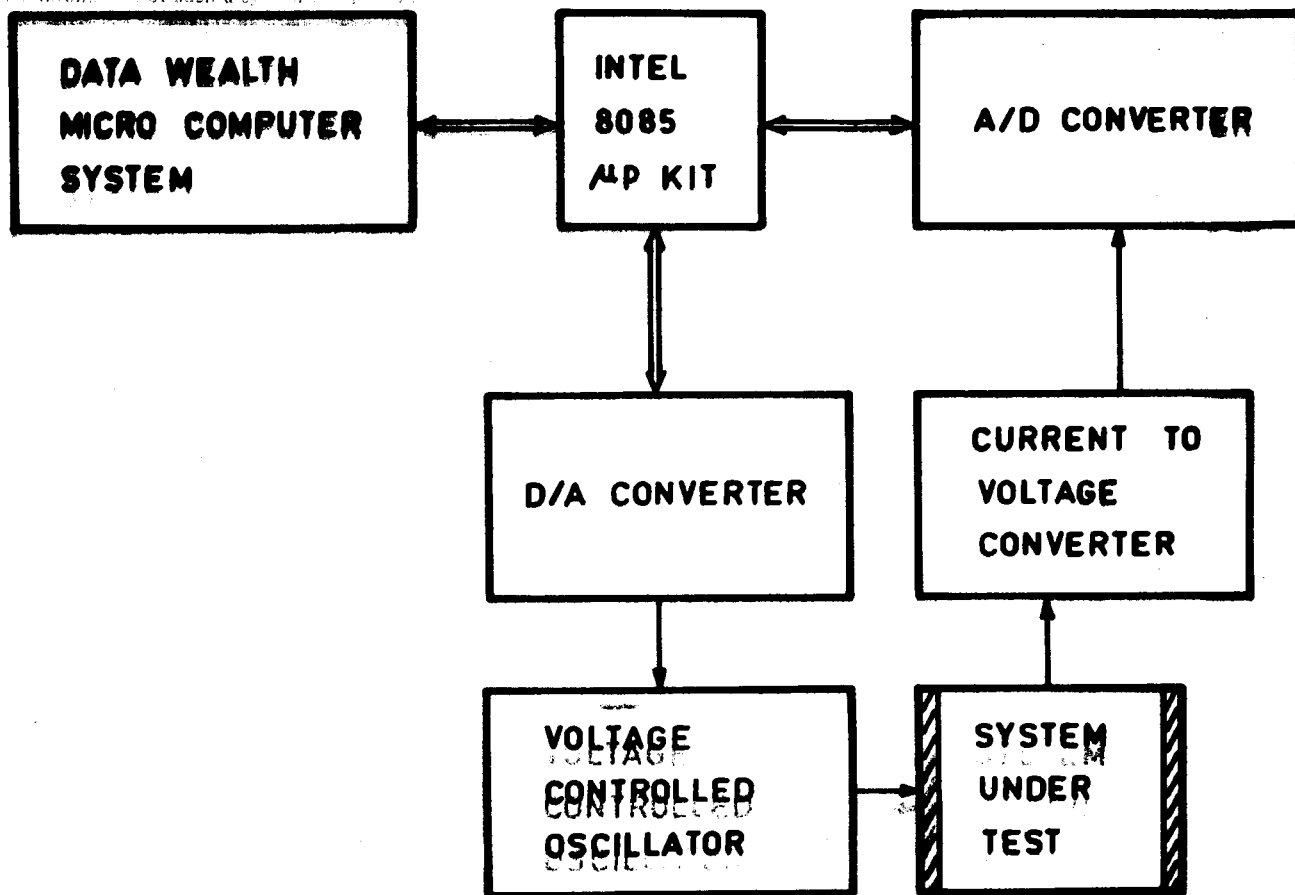 DATA WEALTH
MICRO COMPUTER
SYSTEM
INTEL
8085
μP KIT
A/D CONVERTER
D/A CONVERTER
CURRENT TO
VOLTAGE
CONVERTER
VOLTAGE
CONTROLLED
OSCILLATOR
SYSTEM
UNDER
TEST